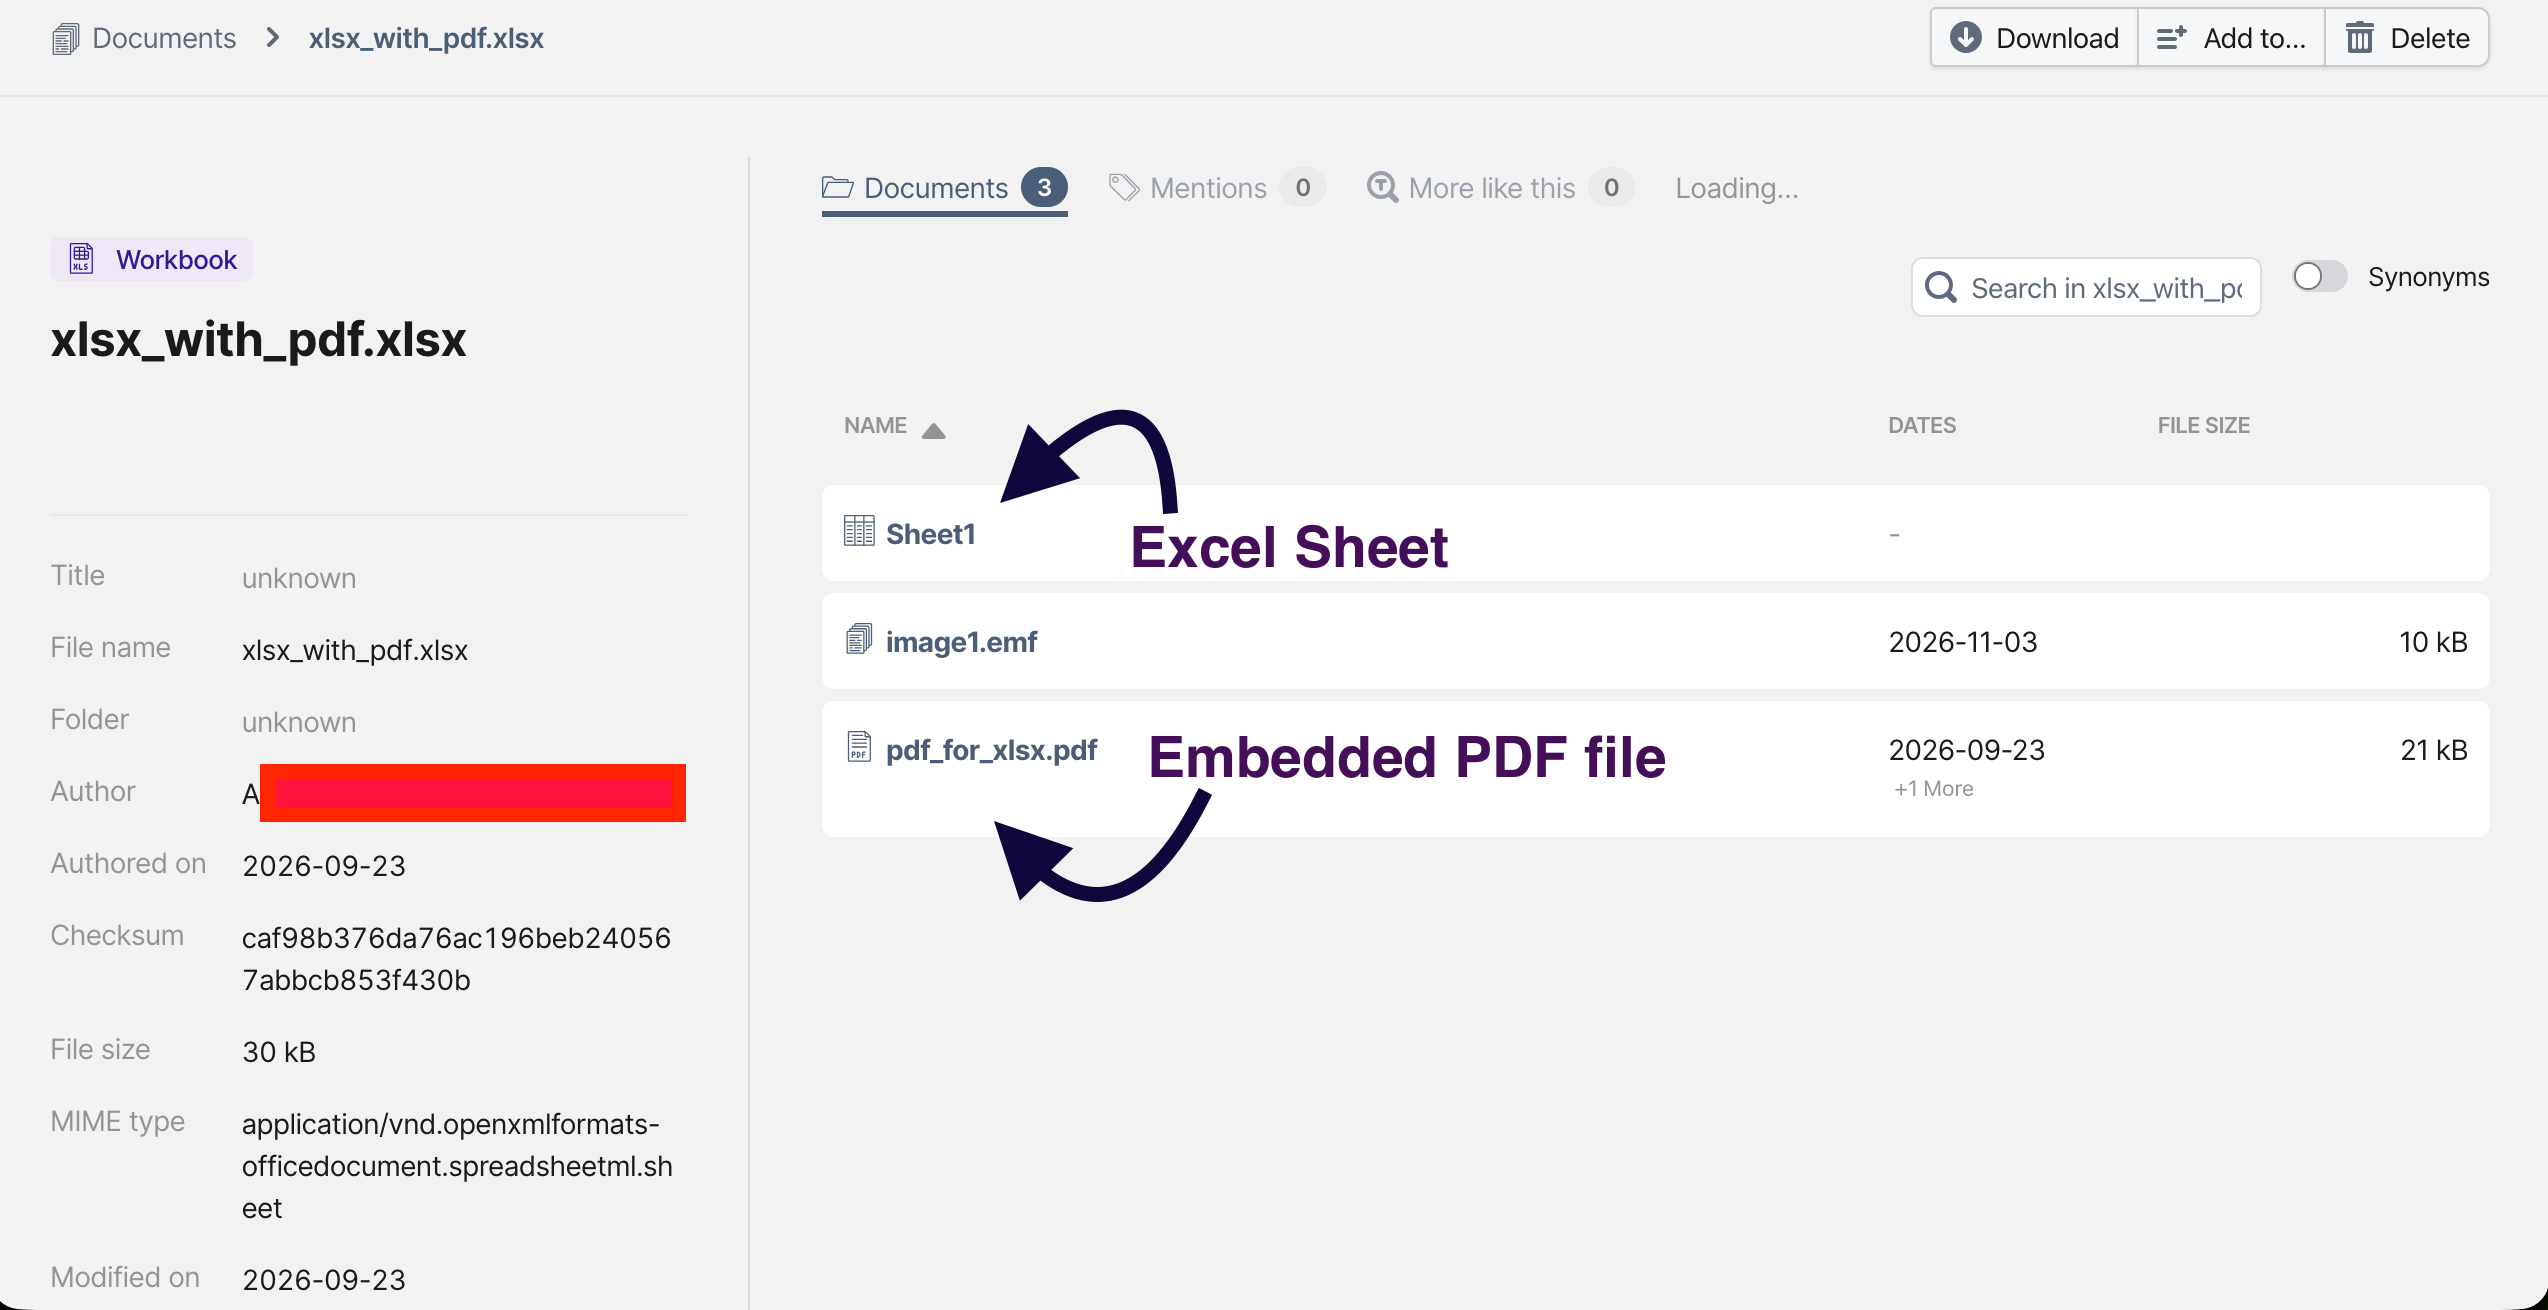 Documents > xlsx_with_pdf.xlsx
Download Add to... Delete
Documents 3 Mentions 0 More like this 0 Loading...
XLS Workbook
Search in xlsx_with_p Synonyms
xlsx_with_pdf.xlsx
NAME DATES FILE SIZE
Sheet1 -
Excel Sheet
image1.emf 2026-11-03 10 kB
pdf_for_xlsx.pdf 2026-09-23 21 kB
PDF
+1 More
Embedded PDF file
Title unknown
File name xlsx_with_pdf.xlsx
Folder unknown
Author A
Authored on 2026-09-23
Checksum caf98b376da76ac196beb24056
7abbcb853f430b
File size 30 kB
MIME type application/vnd.openxmlformats-
officedocument.spreadsheetml.sh
eet
Modified on 2026-09-23